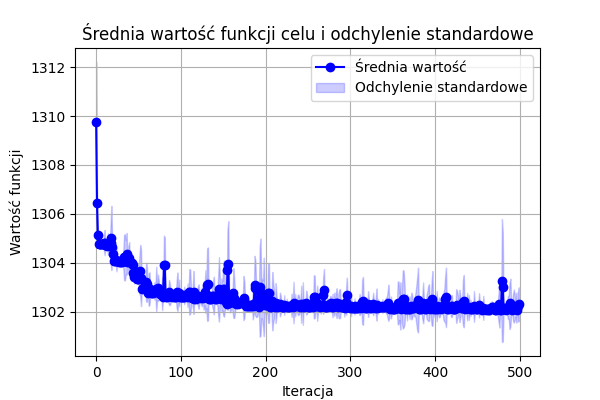 Średnia wartość funkcji celu i odchylenie standardowe
Średnia wartość
Odchylenie standardowe
Wartość funkcji
1312
1310
1308
1306
1304
1302
0 100 200 300 400 500
Iteracja